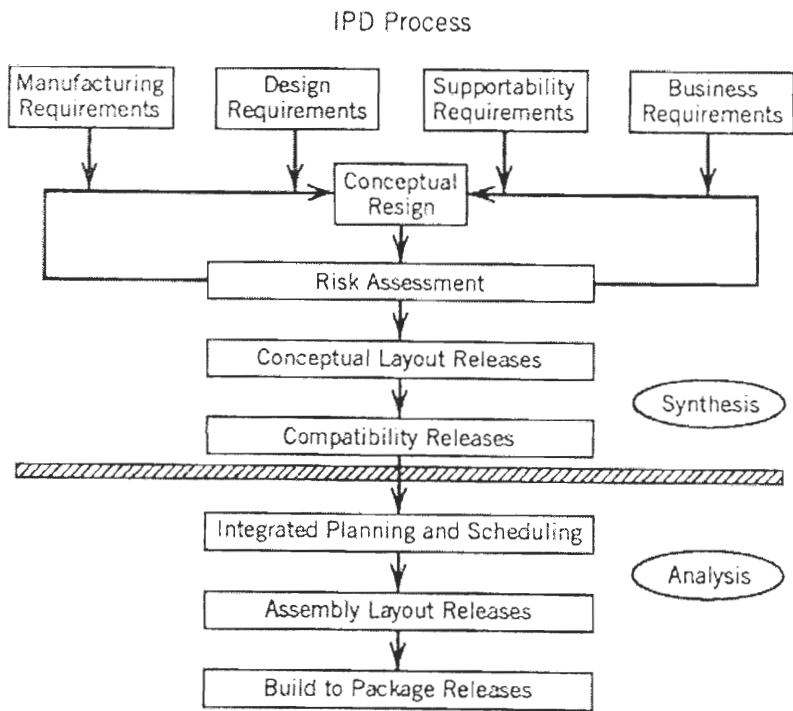 IPD Process
Manufacturing
Requirements
Design
Requirements
Supportability
Requirements
Business
Requirements
Conceptual
Resign
Risk Assessment
Conceptual Layout Releases
Synthesis
Compatibility Releases
Integrated Planning and Scheduling
Analysis
Assembly Layout Releases
Build to Package Releases